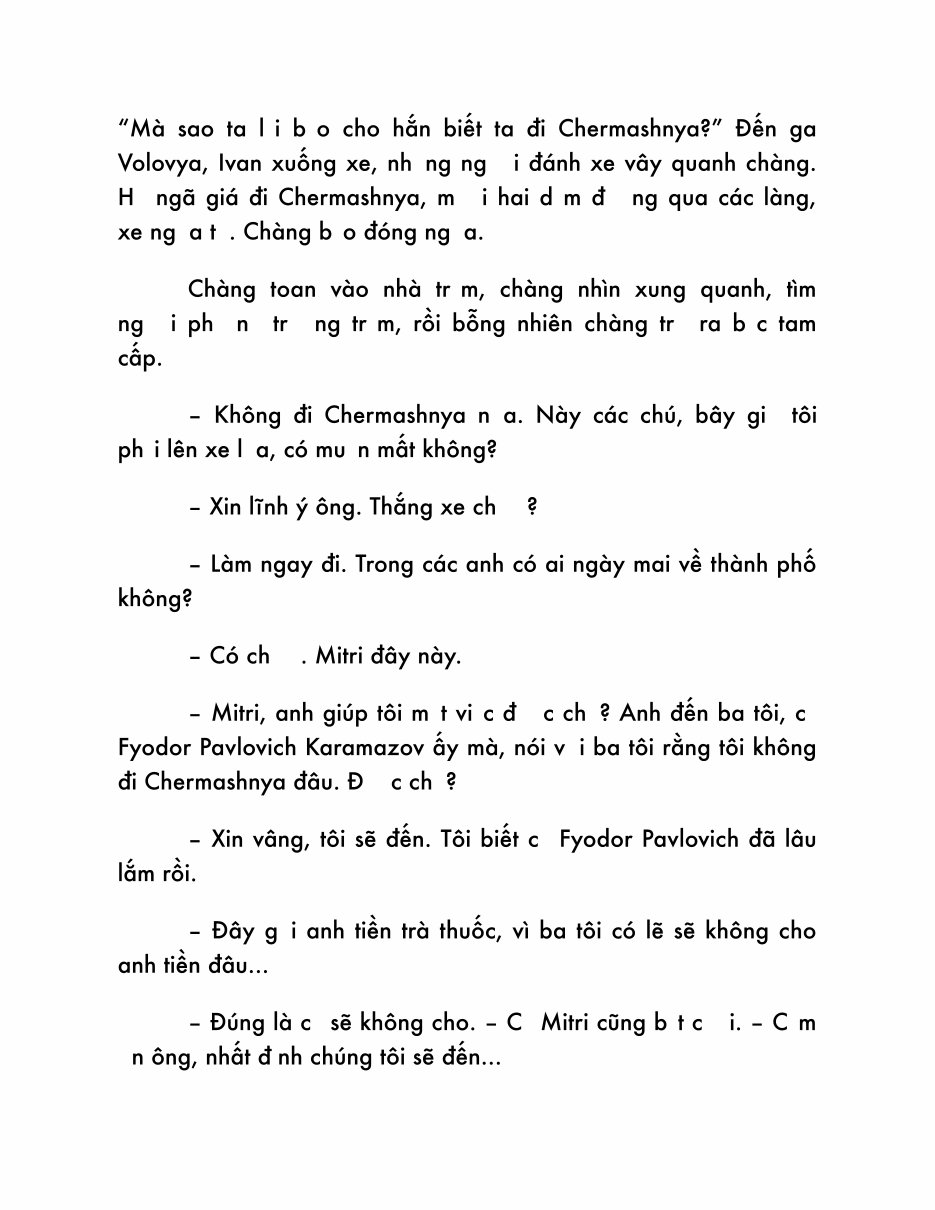 “Mà sao ta l i b o cho hắn biết ta đi Chermashnya?” Đến ga
Volovya, Ivan xuống xe, nh ng ng i đánh xe vây quanh chàng.
H ngã giá đi Chermashnya, m i hai d m đ ng qua các làng,
xe ng a t . Chàng b o đóng ng a.
Chàng toan vào nhà tr m, chàng nhìn xung quanh, tìm
ng i ph n tr ng tr m, rồi bỗng nhiên chàng tr ra b c tam
cấp.
– Không đi Chermashnya n a. Này các chú, bây gi tôi
ph i lên xe l a, có mu n mất không?
– Xin lĩnh ý ông. Thắng xe ch ?
– Làm ngay đi. Trong các anh có ai ngày mai về thành phố
không?
– Có ch . Mitri đây này.
– Mitri, anh giúp tôi m t vi c đ c ch ? Anh đến ba tôi, c
Fyodor Pavlovich Karamazov ấy mà, nói v i ba tôi rằng tôi không
đi Chermashnya đâu. Đ c ch ?
– Xin vâng, tôi sẽ đến. Tôi biết c Fyodor Pavlovich đã lâu
lắm rồi.
– Đây g i anh tiền trà thuốc, vì ba tôi có lẽ sẽ không cho
anh tiền đâu...
– Đúng là c sẽ không cho. – C Mitri cũng b t c i. – C m
n ông, nhất đ nh chúng tôi sẽ đến...